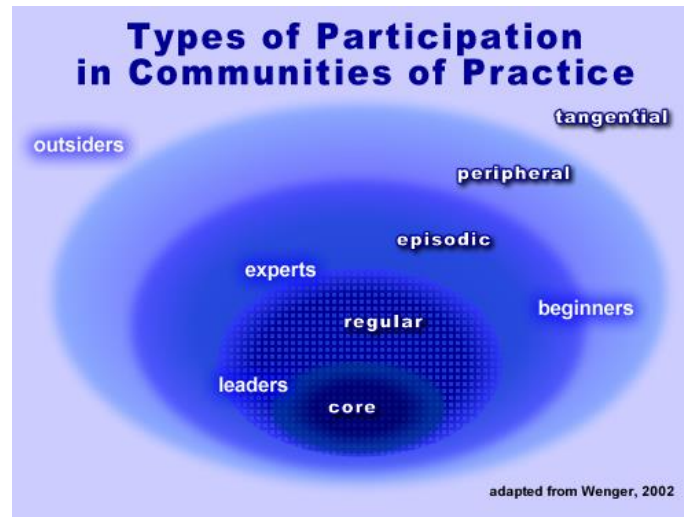 Types of Participation
in Communities of Practice
tangential
outsiders
peripheral
episodic
experts
beginners
regular
leaders
core
adapted from Wenger, 2002